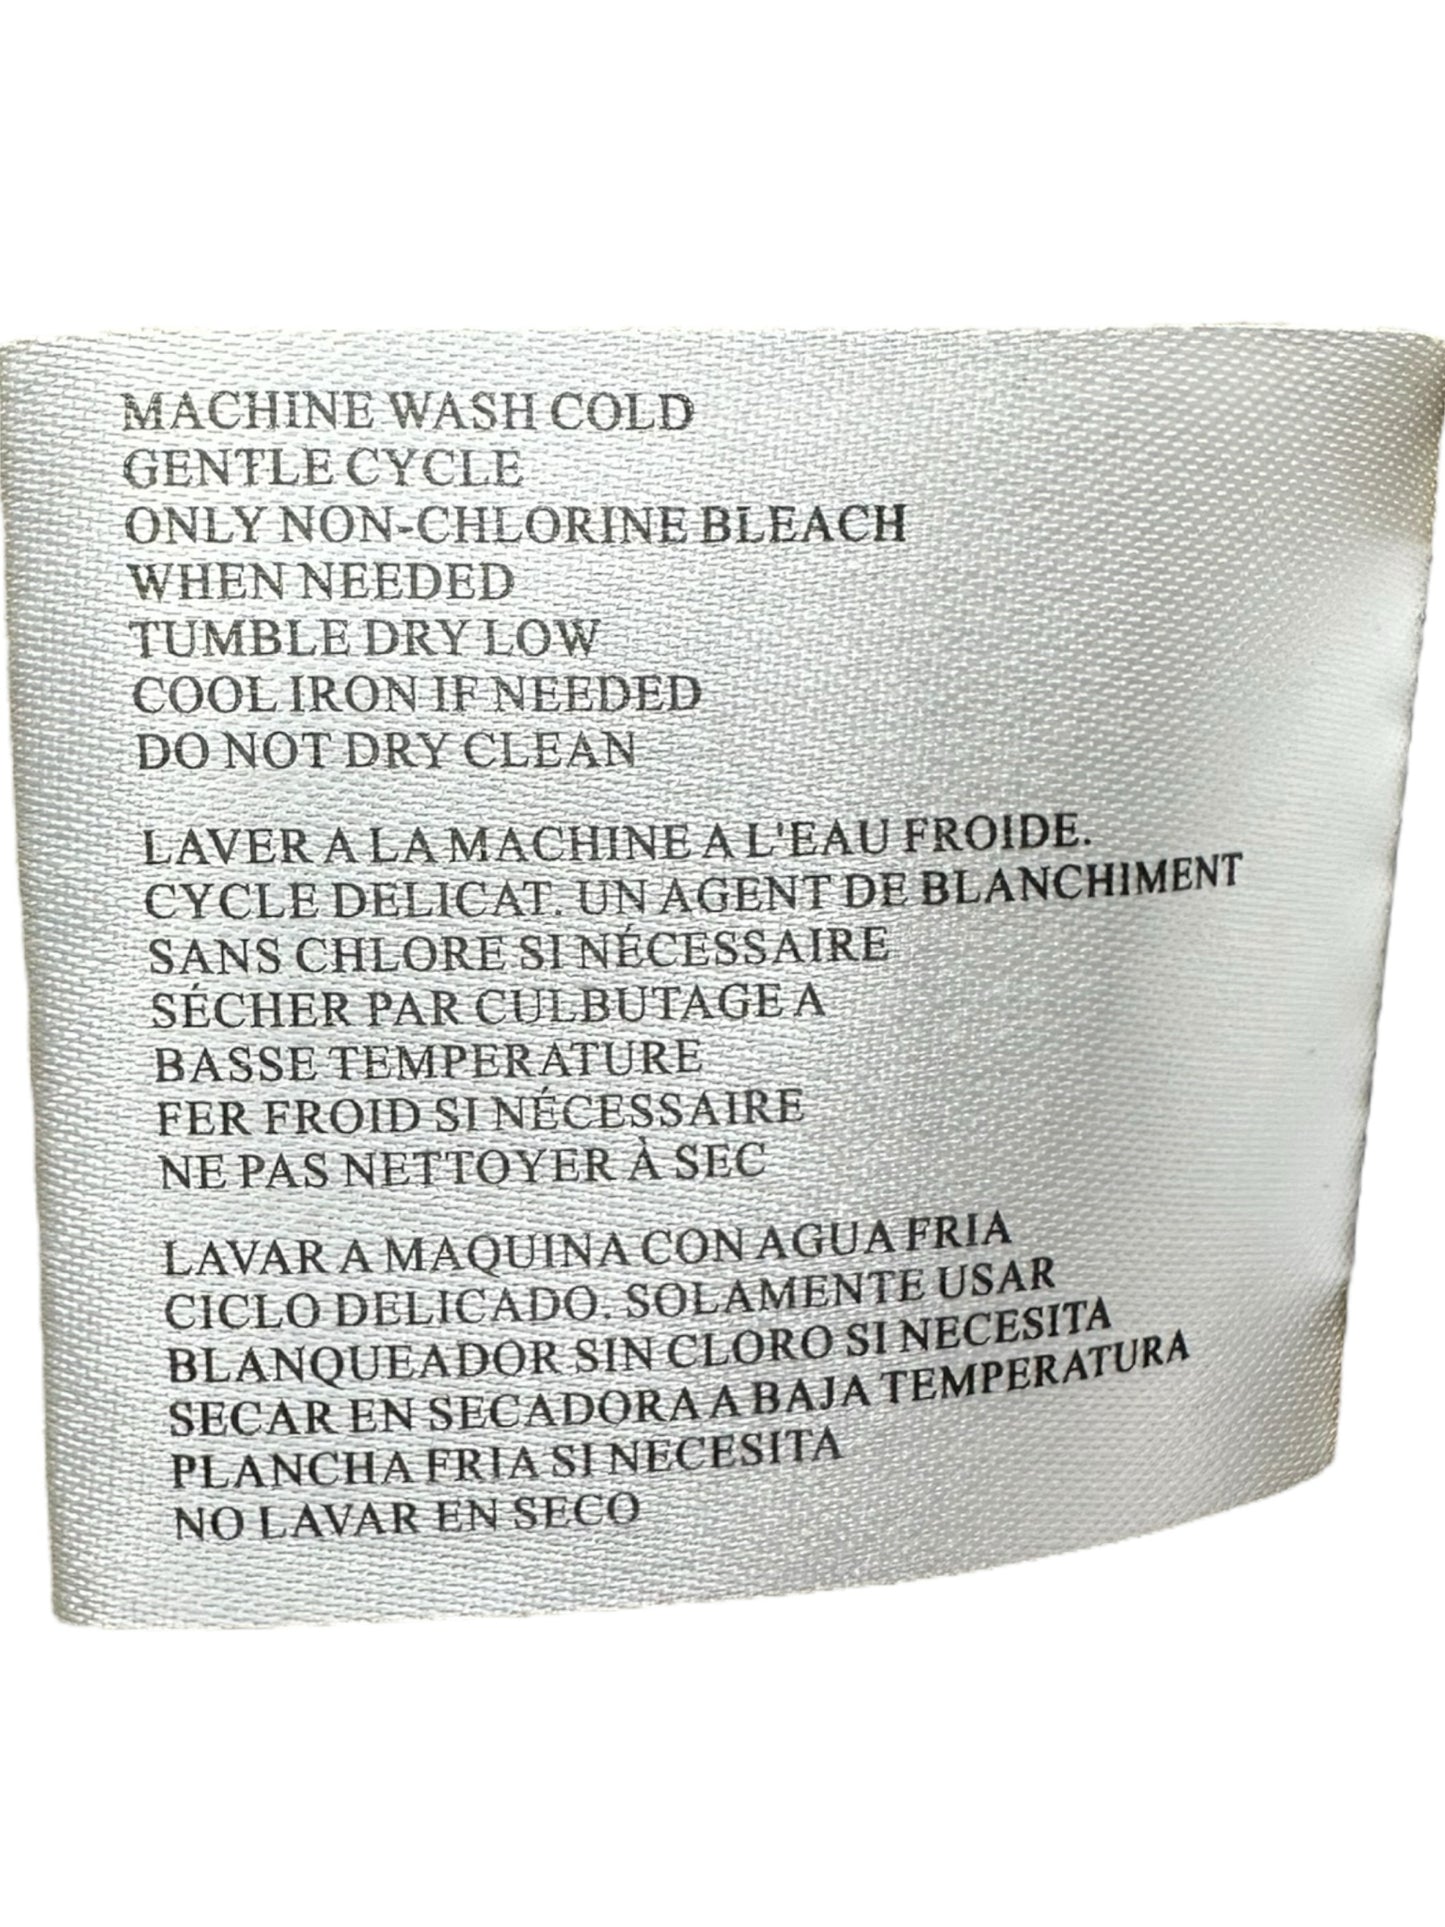 MACHINE WASH COLD
GENTLE CYCLE
ONLY NON-CHLORINE BLEACH
WHEN NEEDED
TUMBLE DRY LOW
COOL IRON IF NEEDED
DO NOT DRY CLEAN
LAVER A LA MACHINE A L'EAU FROIDE.
CYCLE DELICAT. UN AGENT DE BLANCHIMENT
SANS CHLORE SI NÉCESSAIRE
SÉCHER PAR CULBUTAGE A
BASSE TEMPERATURE
FER FROID SI NÉCESSAIRE
NE PAS NETTOYER À SEC
LAVAR A MAQUINA CON AGUA FRIA
CICLO DELICADO. SOLAMENTE USAR
BLANQUEADOR SIN CLORO SI NECESITA
SECAR EN SECADORA A BAJA TEMPERATURA
PLANCHA FRIA SI NECESITA
NO LAVAR EN SECO